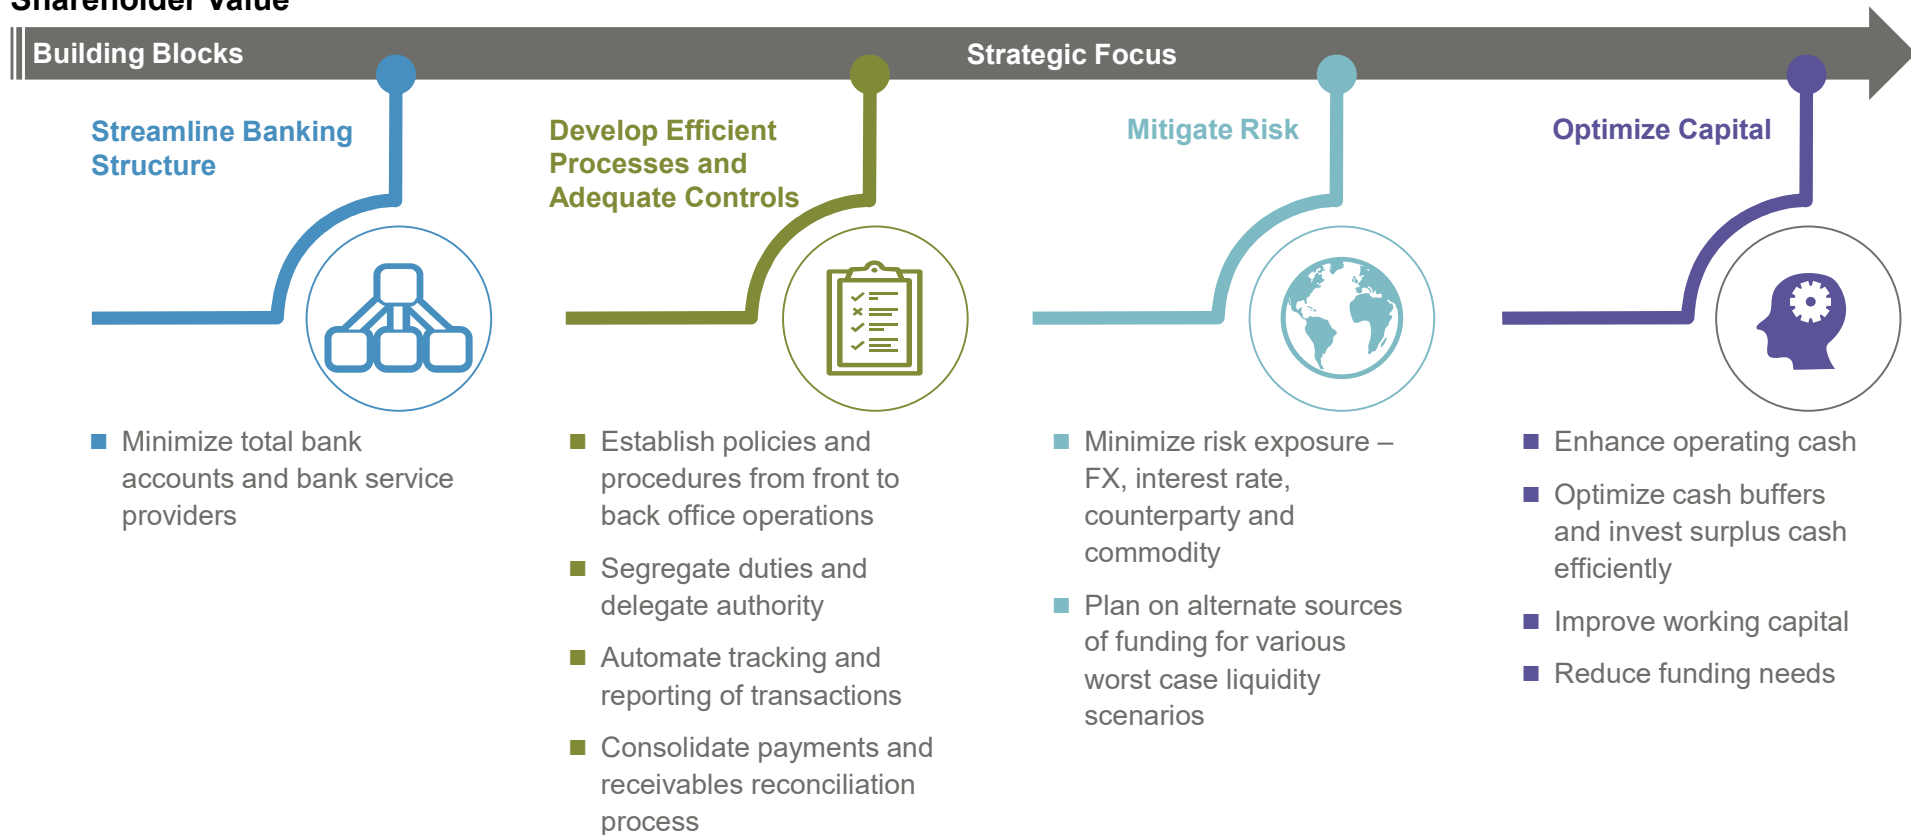 Shareholder Value
Building Blocks
Strategic Focus
Streamline Banking
Structure
Minimize total bank
accounts and bank service
providers
Develop Efficient
Processes and
Adequate Controls
Establish policies and
procedures from front to
back office operations
Segregate duties and
delegate authority
Automate tracking and
reporting of transactions
Consolidate payments and
receivables reconciliation
process
Mitigate Risk
Minimize risk exposure –
FX, interest rate,
counterparty and
commodity
Plan on alternate sources
of funding for various
worst case liquidity
scenarios
Optimize Capital
Enhance operating cash
Optimize cash buffers
and invest surplus cash
efficiently
Improve working capital
Reduce funding needs